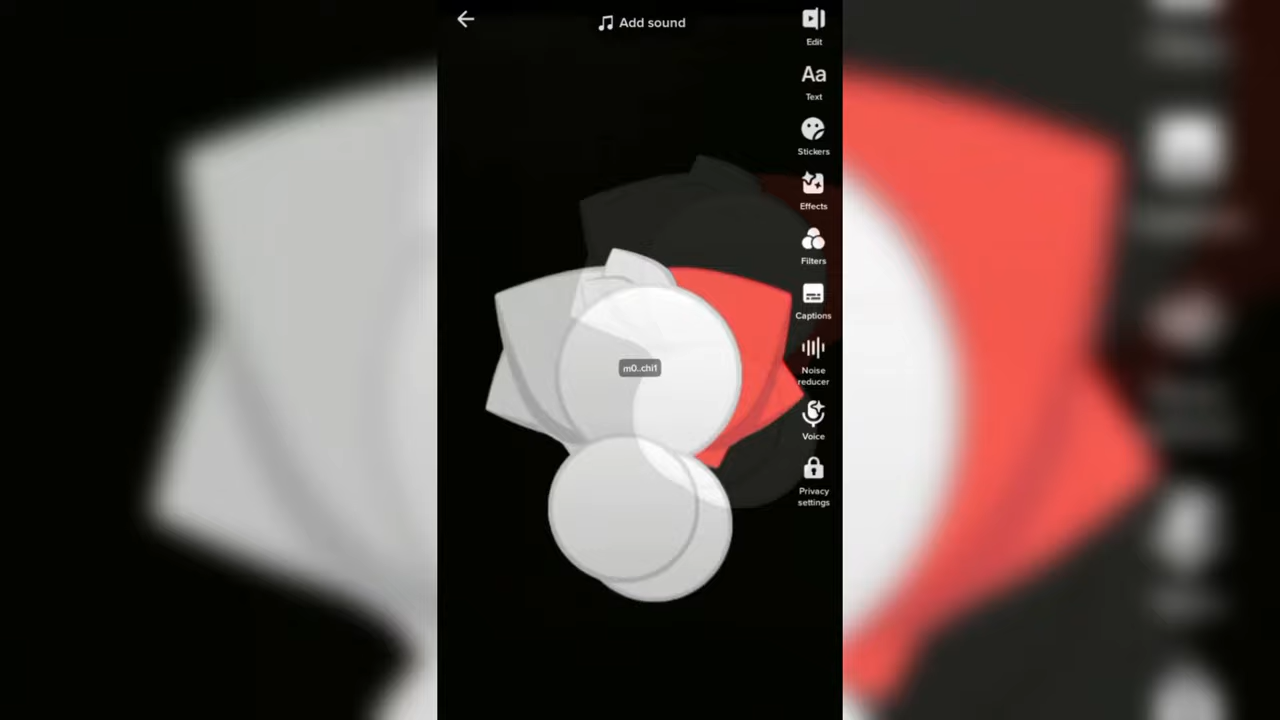 Add sound
Edit
Aa
Text
Stickers
Effects
Filters
Captions
m0..chi1
Noise
reducer
Voice
Privacy
settings